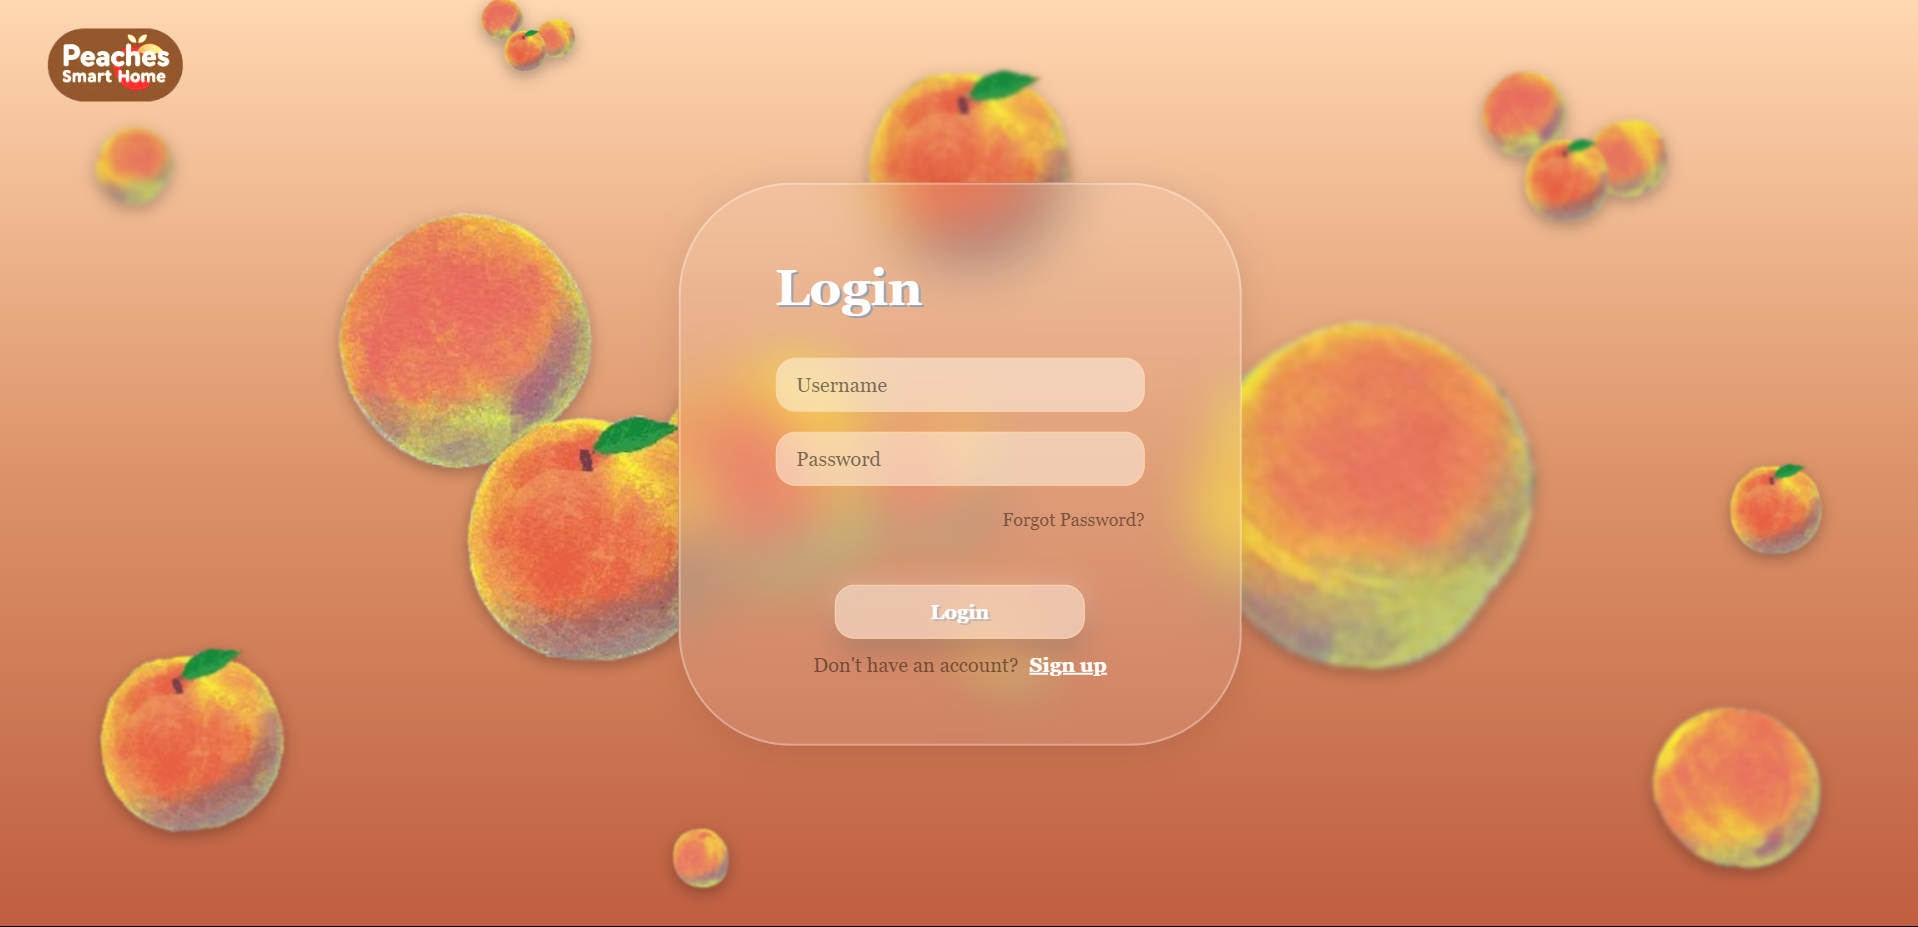 Peaches
Smart Home
Login
Username
Password
Forgot Password?
Login
Don't have an account? Sign up